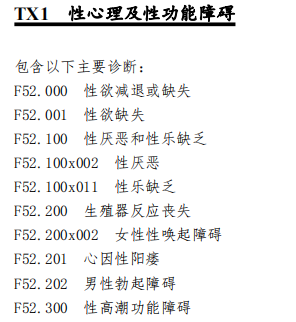 TX1 性心理及性功能障碍
包含以下主要诊断：
F52.000 性欲减退或缺失
F52.001 性欲缺失
F52.100 性厌恶和性乐缺乏
F52.100x002 性厌恶
F52.100x011 性乐缺乏
F52.200 生殖器反应丧失
F52.200x002 女性性唤起障碍
F52.201 心因性阳痿
F52.202 男性勃起障碍
F52.300 性高潮功能障碍